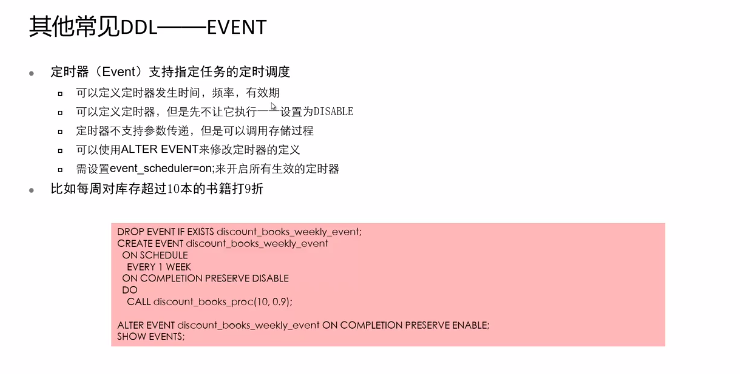 其他常见DDL——EVENT
定时器（Event）支持指定任务的定时调度
可以定义定时器发生时间，频率，有效期
可以定义定时器，但是先不让它执行——设置为DISABLE
定时器不支持参数传递，但是可以调用存储过程
可以使用ALTER EVENT来修改定时器的定义
需设置event_scheduler=on;来开启所有生效的定时器
比如每周对库存超过10本的书籍打9折
DROP EVENT IF EXISTS discount_books_weekly_event;
CREATE EVENT discount_books_weekly_event
ON SCHEDULE
EVERY 1 WEEK
ON COMPLETION PRESERVE DISABLE
DO
CALL discount_books_proc(10, 0.9);
ALTER EVENT discount_books_weekly_event ON COMPLETION PRESERVE ENABLE;
SHOW EVENTS;